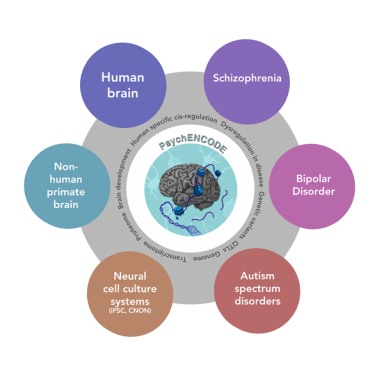 Human
brain
Schizophrenia
Non-
human
primate
brain
Bipolar
Disorder
Neural
cell culture
systems
(iPSC, CNON)
Autism
spectrum
disorders
PsychENCODE
Human specific cis-regulation
Dysregulation in disease
Genetic variants
QTLs
Genome
Transcriptome
Proteome
Brain development